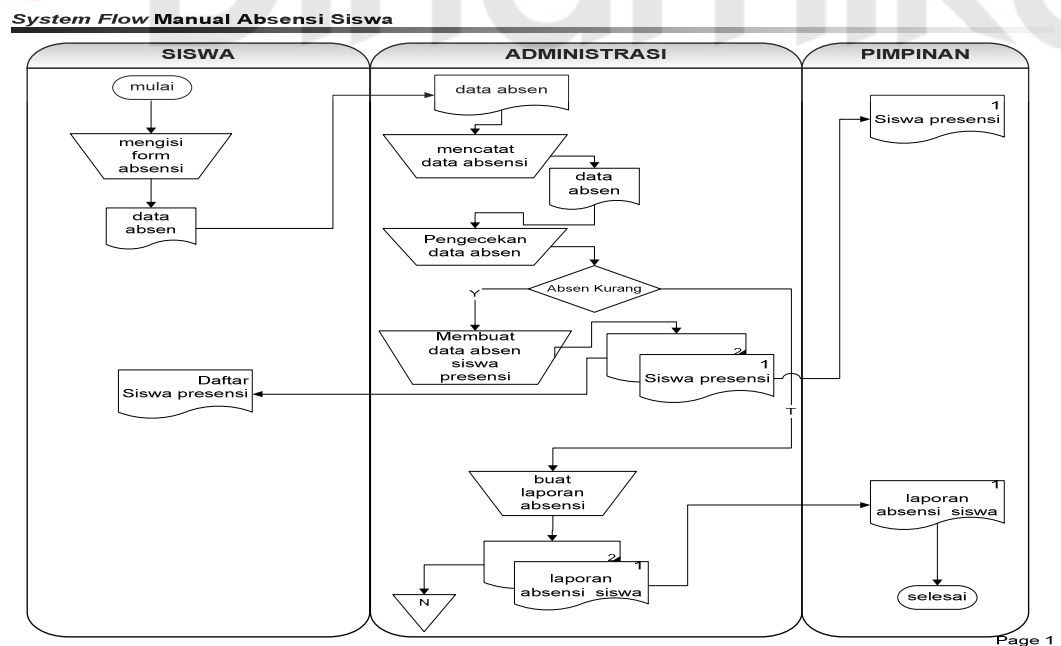 System Flow Manual Absensi Siswa
SISWA
mulai
mengisi
form
absensi
data
absen
Daftar
Siswa presensi
ADMINISTRASI
data absen
mencatat
data absensi
data
absen
Pengecekan
data absen
Absen Kurang
Y
T
Membuat
data absen
siswa
presensi
2
1
Siswa presensi
buat
laporan
absensi
2
1
laporan
absensi siswa
N
PIMPINAN
1
Siswa presensi
1
laporan
absensi siswa
selesai
Page 1